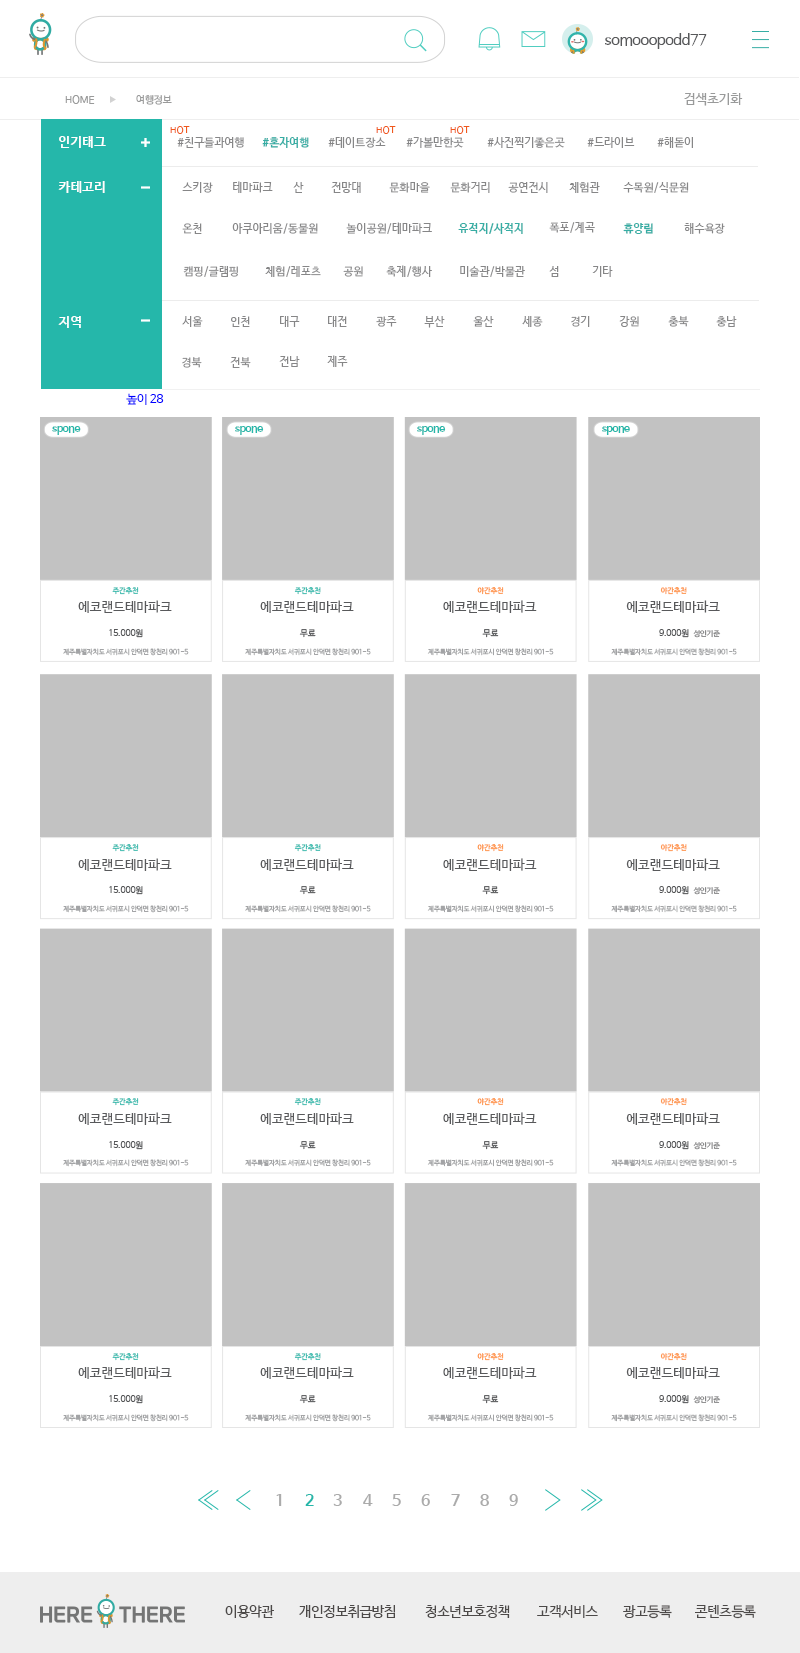 somooopodd77
HOME 여행정보 검색초기화
HOT HOT HOT
인기태그 #친구들과여행 #혼자여행 #데이트장소 #가볼만한곳 #사진찍기좋은곳 #드라이브 #해돋이
카테고리 스키장 테마파크 산 전망대 문화마을 문화거리 공연전시 체험관 수목원/식문원
온천 아쿠아리움/동물원 놀이공원/테마파크 유적지/사적지 폭포/계곡 휴양림 해수욕장
캠핑/글램핑 체험/레포츠 공원 축제/행사 미술관/박물관 섬 기타
지역 서울 인천 대구 대전 광주 부산 울산 세종 경기 강원 충북 충남
경북 전북 전남 제주
높이 28
spone spone spone spone
주간추천 주간추천 야간추천 야간추천
에코랜드테마파크 에코랜드테마파크 에코랜드테마파크 에코랜드테마파크
15.000원 무료 무료 9.000원 성인기준
제주특별자치도 서귀포시 안덕면 창천리 901-5 제주특별자치도 서귀포시 안덕면 창천리 901-5 제주특별자치도 서귀포시 안덕면 창천리 901-5 제주특별자치도 서귀포시 안덕면 창천리 901-5
주간추천 주간추천 야간추천 야간추천
에코랜드테마파크 에코랜드테마파크 에코랜드테마파크 에코랜드테마파크
15.000원 무료 무료 9.000원 성인기준
제주특별자치도 서귀포시 안덕면 창천리 901-5 제주특별자치도 서귀포시 안덕면 창천리 901-5 제주특별자치도 서귀포시 안덕면 창천리 901-5 제주특별자치도 서귀포시 안덕면 창천리 901-5
주간추천 주간추천 야간추천 야간추천
에코랜드테마파크 에코랜드테마파크 에코랜드테마파크 에코랜드테마파크
15.000원 무료 무료 9.000원 성인기준
제주특별자치도 서귀포시 안덕면 창천리 901-5 제주특별자치도 서귀포시 안덕면 창천리 901-5 제주특별자치도 서귀포시 안덕면 창천리 901-5 제주특별자치도 서귀포시 안덕면 창천리 901-5
주간추천 주간추천 야간추천 야간추천
에코랜드테마파크 에코랜드테마파크 에코랜드테마파크 에코랜드테마파크
15.000원 무료 무료 9.000원 성인기준
제주특별자치도 서귀포시 안덕면 창천리 901-5 제주특별자치도 서귀포시 안덕면 창천리 901-5 제주특별자치도 서귀포시 안덕면 창천리 901-5 제주특별자치도 서귀포시 안덕면 창천리 901-5
1 2 3 4 5 6 7 8 9
HERE THERE 이용약관 개인정보취급방침 청소년보호정책 고객서비스 광고등록 콘텐츠등록